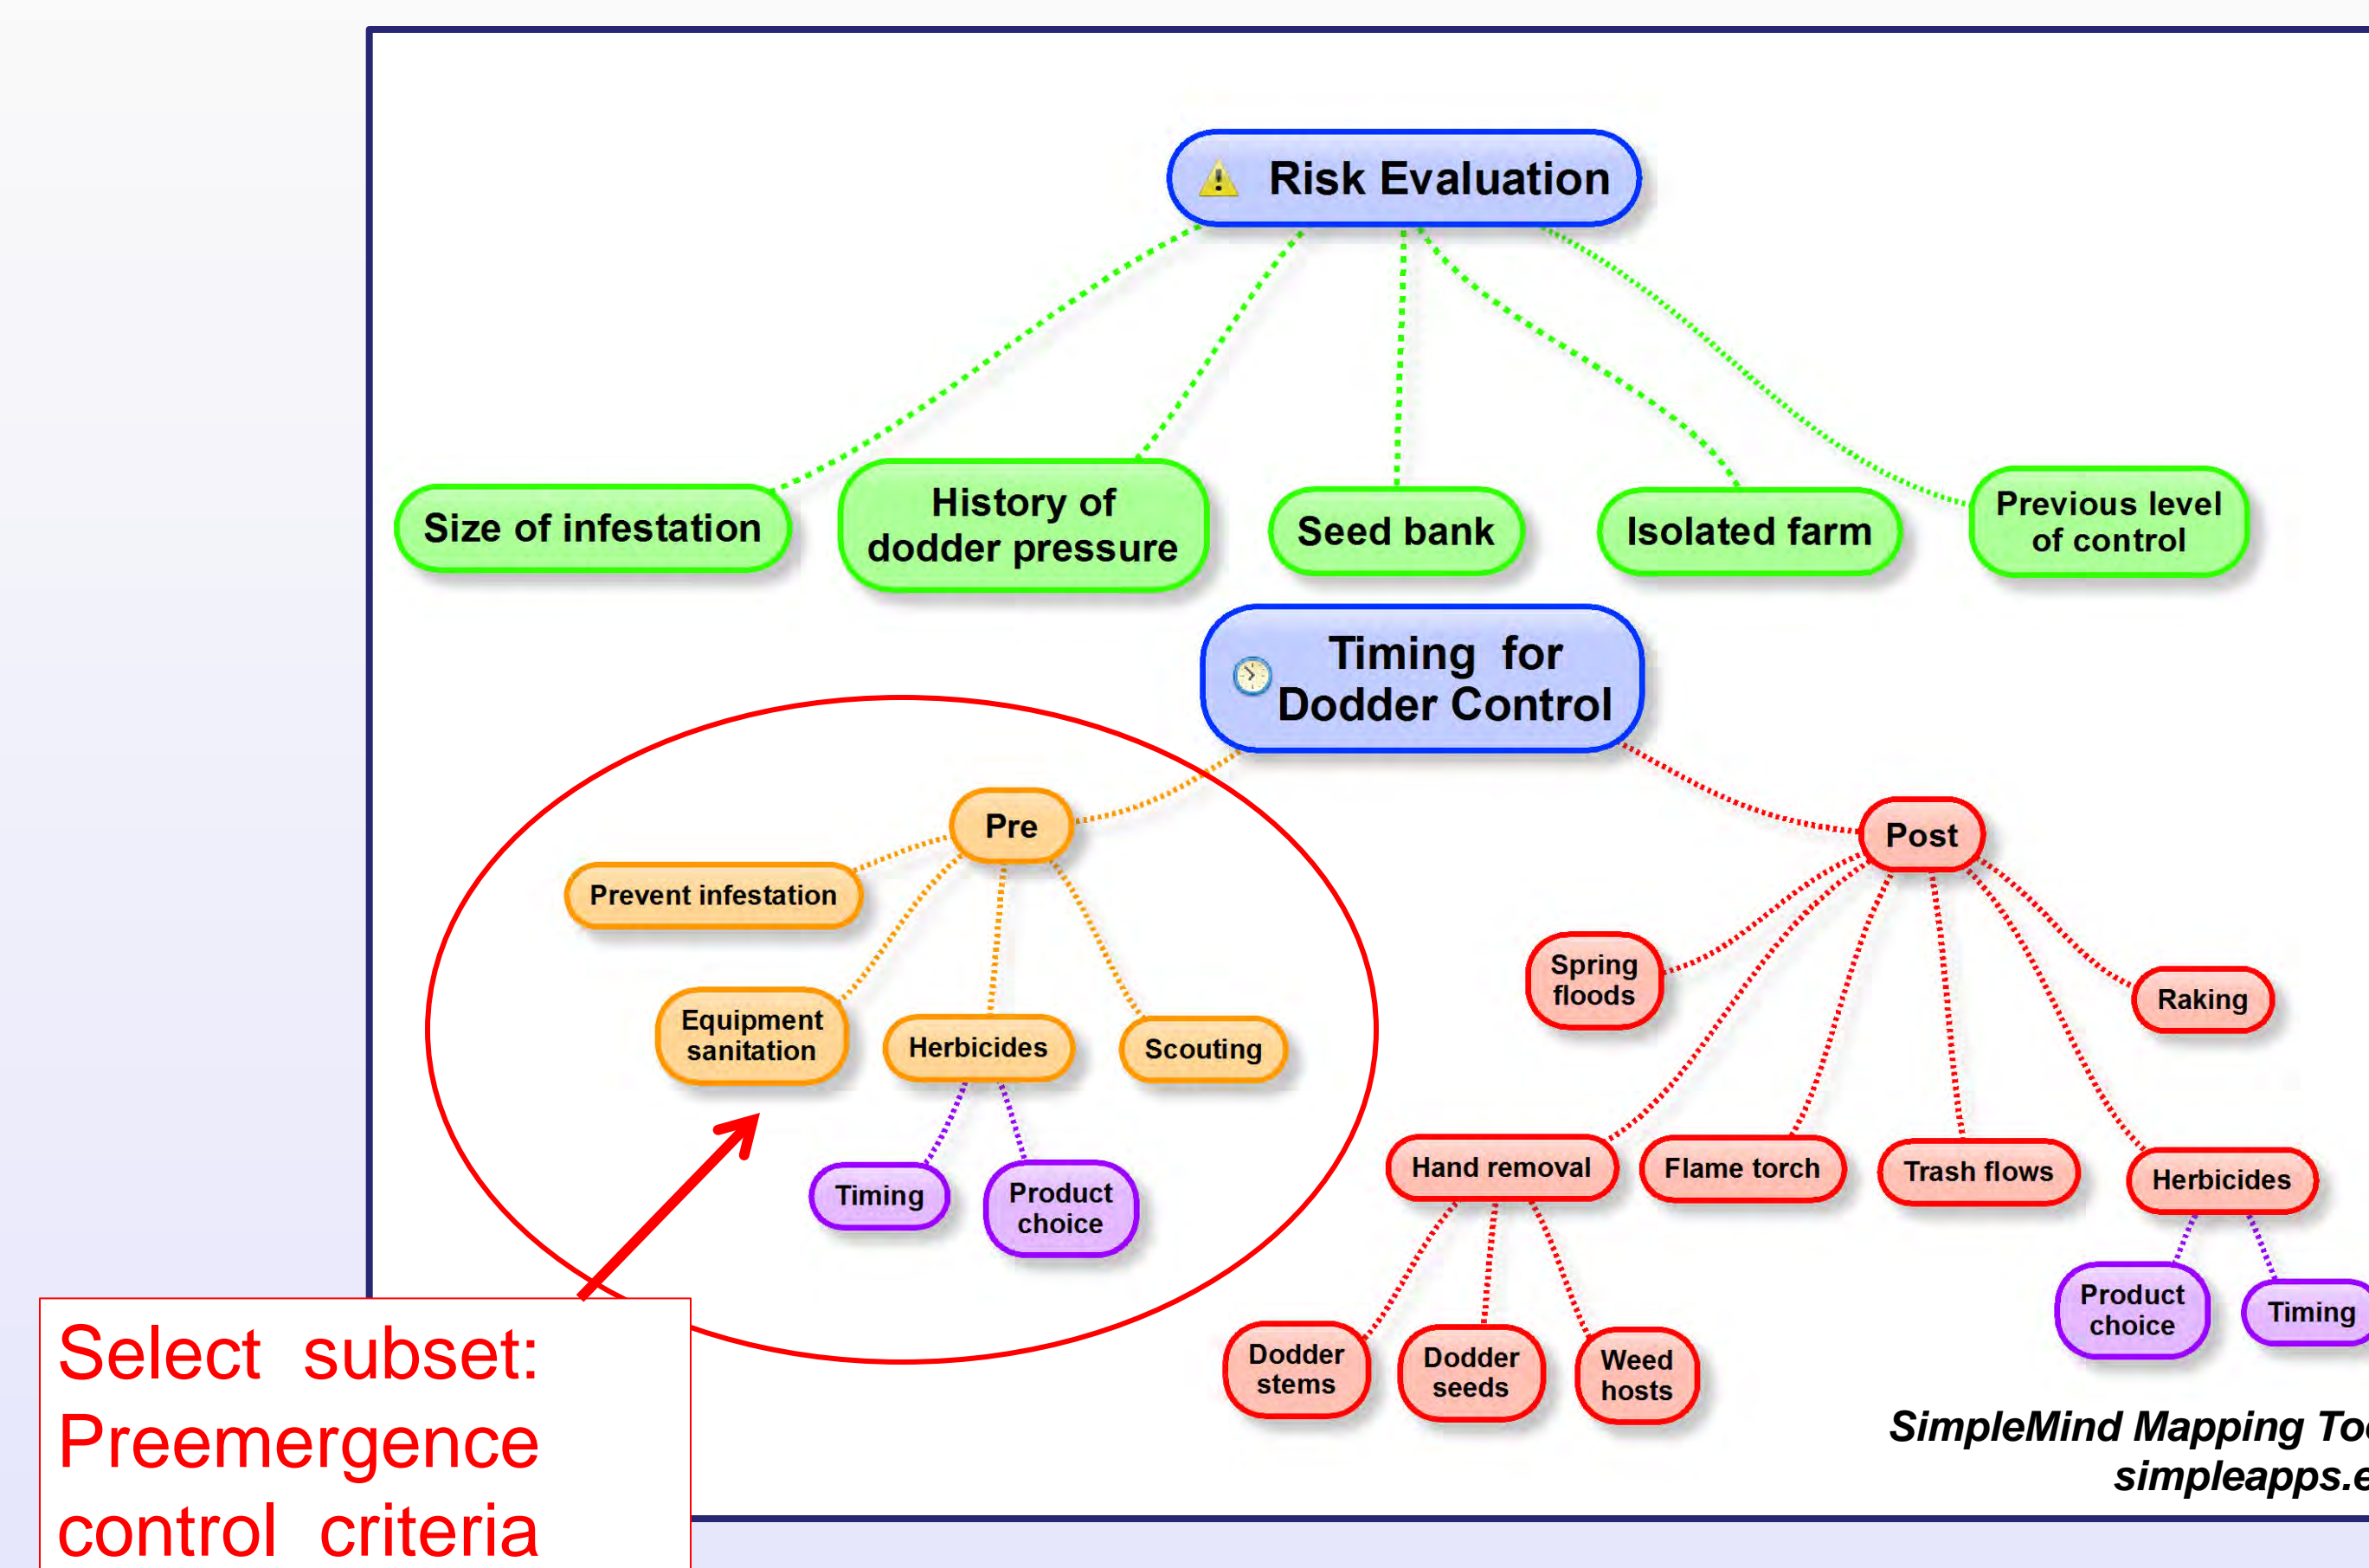 Risk Evaluation
Size of infestation
History of
dodder pressure
Seed bank
Isolated farm
Previous level
of control
Timing for
Dodder Control
Pre
Prevent infestation
Equipment
sanitation
Herbicides
Scouting
Timing
Product
choice
Post
Spring
floods
Raking
Hand removal
Flame torch
Trash flows
Herbicides
Product
choice
Timing
Dodder
stems
Dodder
seeds
Weed
hosts
Select subset:
Preemergence
control criteria
SimpleMind Mapping